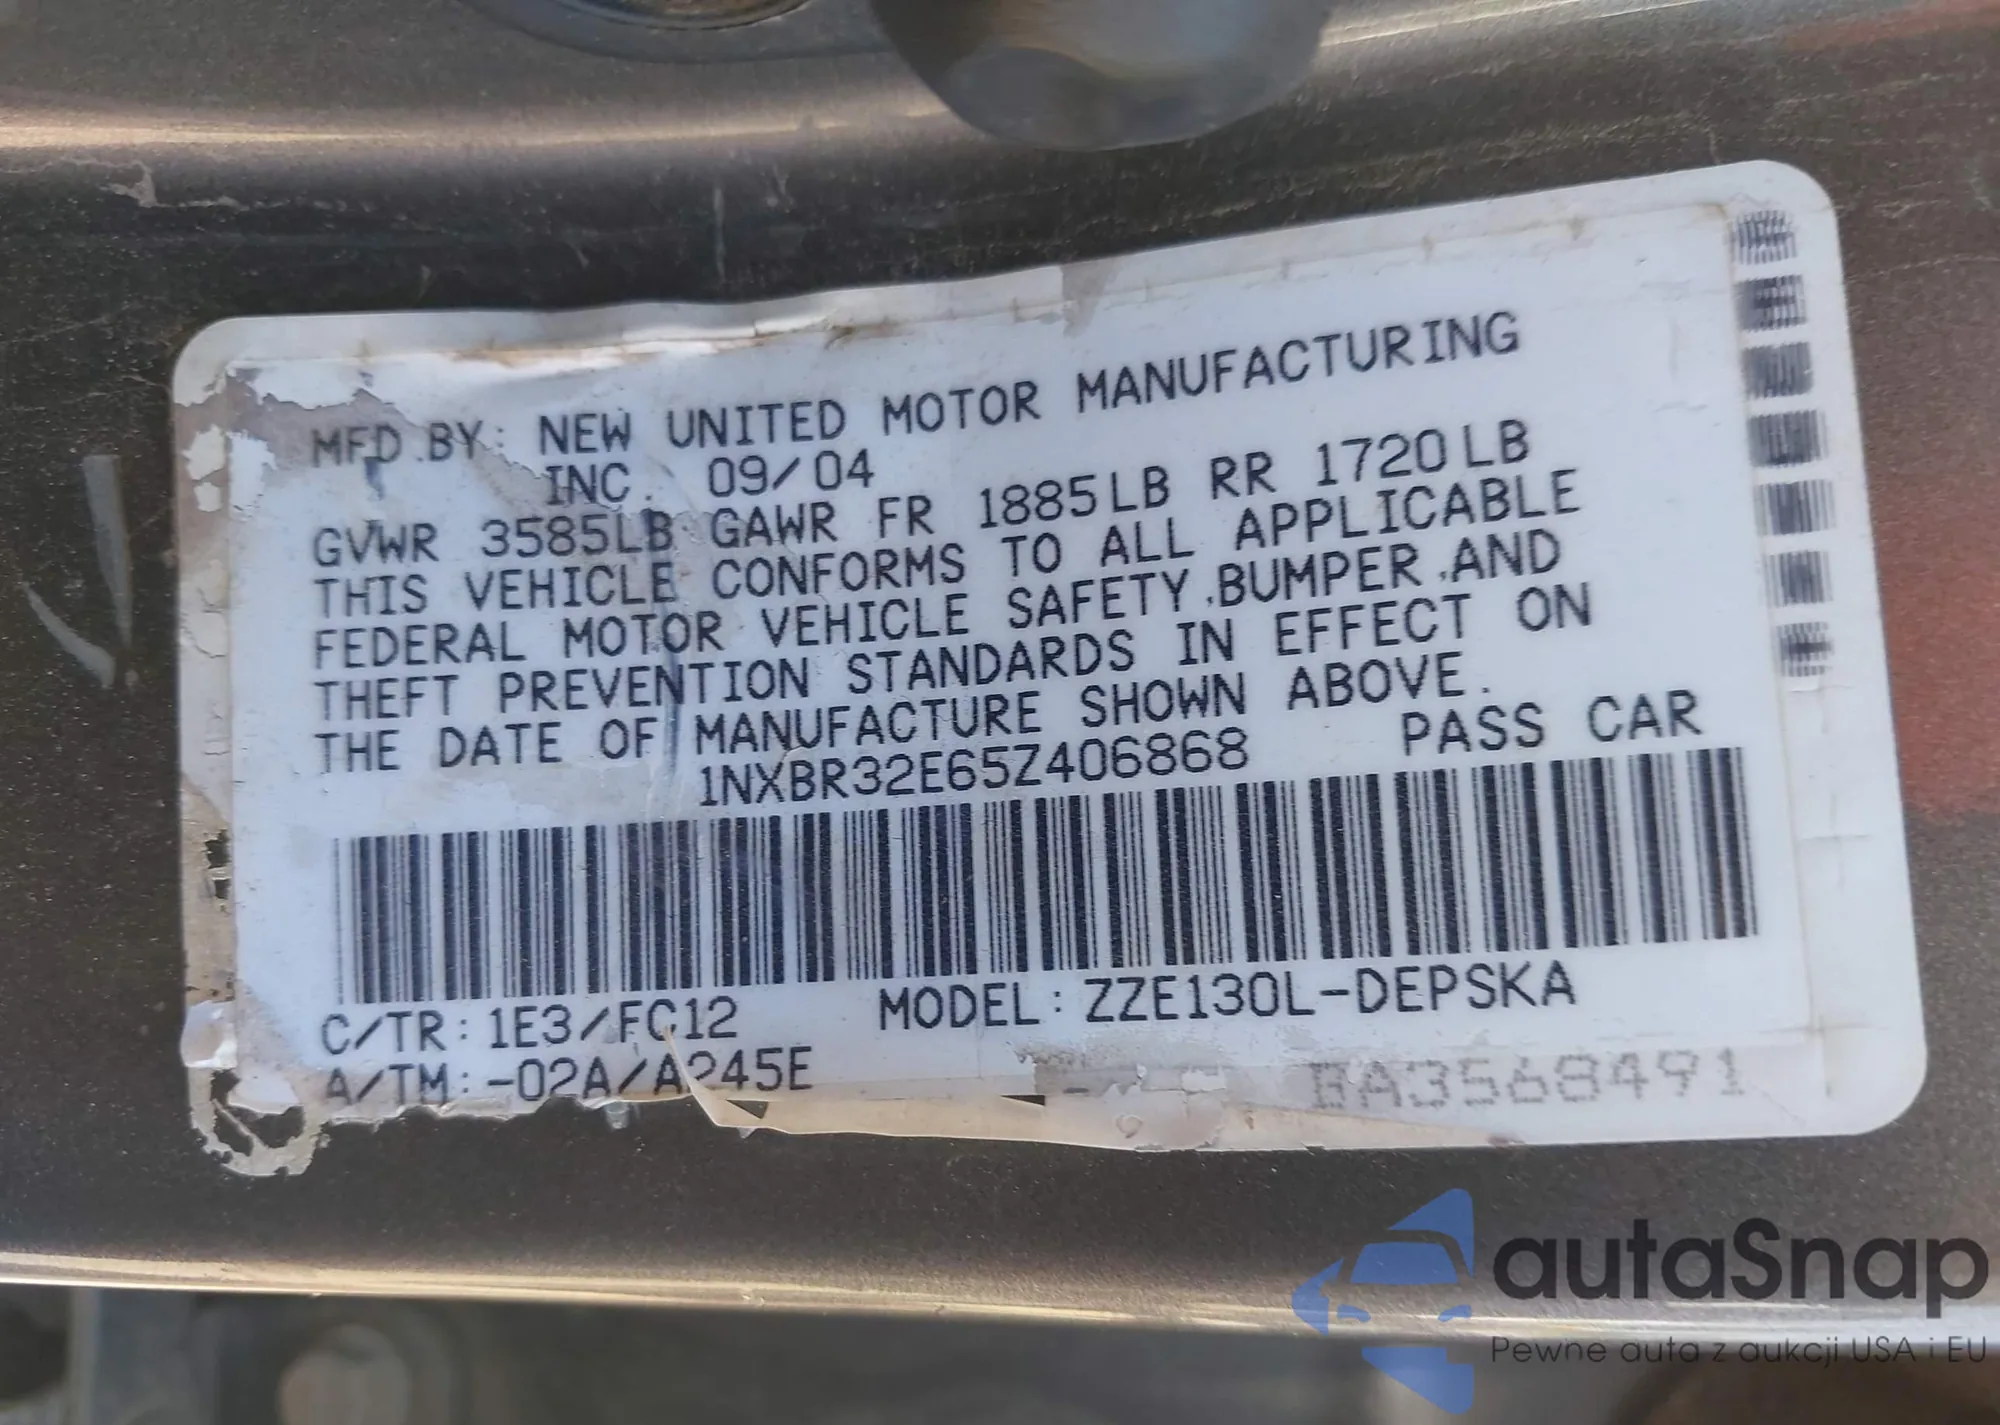 MFD.BY: NEW UNITED MOTOR MANUFACTURING
INC. 09/04
GVWR 3585LB GAWR FR 1885LB RR 1720LB
THIS VEHICLE CONFORMS TO ALL APPLICABLE
FEDERAL MOTOR VEHICLE SAFETY,BUMPER,AND
THEFT PREVENTION STANDARDS IN EFFECT ON
THE DATE OF MANUFACTURE SHOWN ABOVE.
1NXBR32E65Z406868 PASS CAR
C/TR: 1E3/FC12 MODEL: ZZE130L-DEPSKA
A/TM: -02A/A245E
BA3568491
autaSnap
Pewne auta z aukcji USA i EU